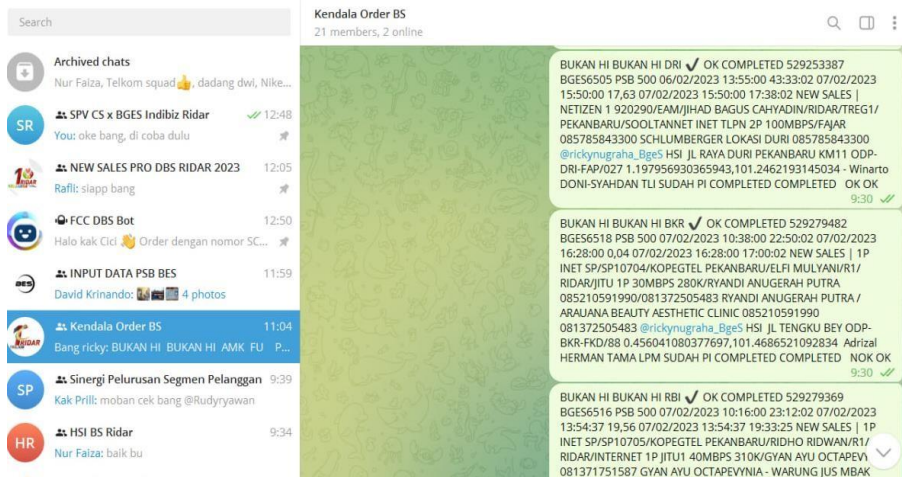 Search
Archived chats
Nur Faiza, Telkom squad👍, dadang dwi, Nike...
SR
SPV CS x BGES Indibiz Ridar
12:48
You: oke bang, di coba dulu
NEW SALES PRO DBS RIDAR 2023
12:05
Rafli: siapp bang
FCC DBS Bot
12:50
Halo kak Cici 👋 Order dengan nomor SC...
BES
INPUT DATA PSB BES
11:59
David Krinando: 4 photos
RIDAR
Kendala Order BS
11:04
Bang ricky: BUKAN HI BUKAN HI AMK FU P...
SP
Sinergi Pelurusan Segmen Pelanggan
9:39
Kak Prill: moban cek bang @Rudyryawan
HR
HSI BS Ridar
9:34
Nur Faiza: baik bu
Kendala Order BS
21 members, 2 online
BUKAN HI BUKAN HI DRI ✔ OK COMPLETED 529253387
BGES6505 PSB 500 06/02/2023 13:55:00 43:33:02 07/02/2023
15:50:00 17,63 07/02/2023 15:50:00 17:38:02 NEW SALES |
NETIZEN 1 920290/EAM/JIHAD BAGUS CAHYADIN/RIDAR/TREG1/
PEKANBARU/SOOLTANNET INET TLPN 2P 100MBPS/FAJAR
085785843300 SCHLUMBERGER LOKASI DURI 085785843300
@rickynugraha_BgeS HSI JL RAYA DURI PEKANBARU KM11 ODP-
DRI-FAP/027 1.197956930365943,101.2462193145034 - Winarto
DONI-SYAHDAN TLI SUDAH PI COMPLETED COMPLETED OK OK
9:30
BUKAN HI BUKAN HI BKR ✔ OK COMPLETED 529279482
BGES6518 PSB 500 07/02/2023 10:38:00 22:50:02 07/02/2023
16:28:00 0,04 07/02/2023 16:28:00 17:00:02 NEW SALES | 1P
INET SP/SP10704/KOPEGTEL PEKANBARU/ELFI MULYANI/R1/
RIDAR/JITU 1P 30MBPS 280K/RYANDI ANUGERAH PUTRA
085210591990/081372505483 RYANDI ANUGERAH PUTRA /
ARAUANA BEAUTY AESTHETIC CLINIC 085210591990
081372505483 @rickynugraha_BgeS HSI JL TENGKU BEY ODP-
BKR-FKD/88 0.456041080377697,101.4686521092834 Adrizal
HERMAN TAMA LPM SUDAH PI COMPLETED COMPLETED NOK OK
9:30
BUKAN HI BUKAN HI RBI ✔ OK COMPLETED 529279369
BGES6516 PSB 500 07/02/2023 10:16:00 23:12:02 07/02/2023
13:54:37 19,56 07/02/2023 13:54:37 19:33:25 NEW SALES | 1P
INET SP/SP10705/KOPEGTEL PEKANBARU/RIDHO RIDWAN/R1/
RIDAR/INTERNET 1P JITU1 40MBPS 310K/GYAN AYU
081371751587 GYAN AYU OCTAPEVYNIA - WARUNG JUS MBAK